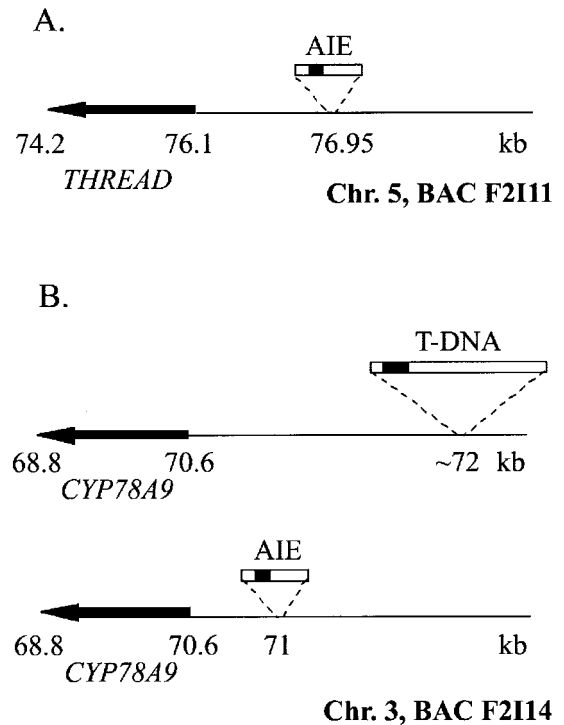 A.
AIE
74.2 76.1 76.95 kb
THREAD
Chr. 5, BAC F2I11
B.
T-DNA
68.8 70.6 ~72 kb
CYP78A9
AIE
68.8 70.6 71 kb
CYP78A9
Chr. 3, BAC F2I14